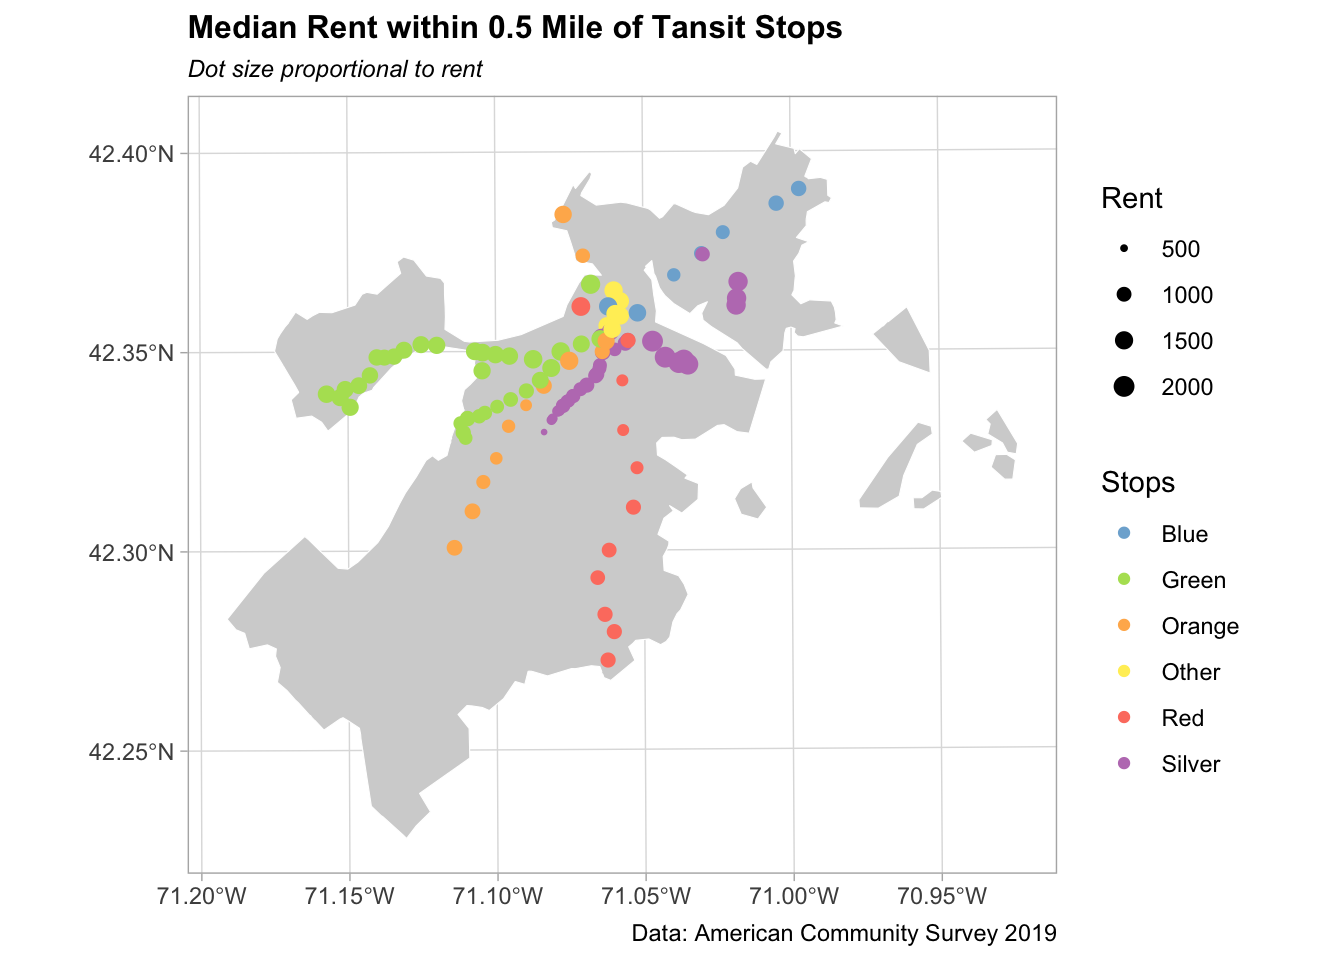 Median Rent within 0.5 Mile of Tansit Stops
Dot size proportional to rent
42.40°N
42.35°N
42.30°N
42.25°N
71.20°W
71.15°W
71.10°W
71.05°W
71.00°W
70.95°W
Rent
500
1000
1500
2000
Stops
Blue
Green
Orange
Other
Red
Silver
Data: American Community Survey 2019